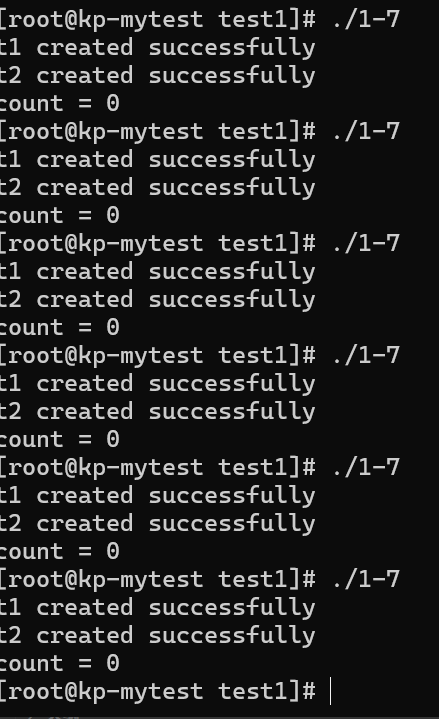 [root@kp-mytest test1]# ./1-7
t1 created successfully
t2 created successfully
count = 0
[root@kp-mytest test1]# ./1-7
t1 created successfully
t2 created successfully
count = 0
[root@kp-mytest test1]# ./1-7
t1 created successfully
t2 created successfully
count = 0
[root@kp-mytest test1]# ./1-7
t1 created successfully
t2 created successfully
count = 0
[root@kp-mytest test1]# ./1-7
t1 created successfully
t2 created successfully
count = 0
[root@kp-mytest test1]# ./1-7
t1 created successfully
t2 created successfully
count = 0
[root@kp-mytest test1]#